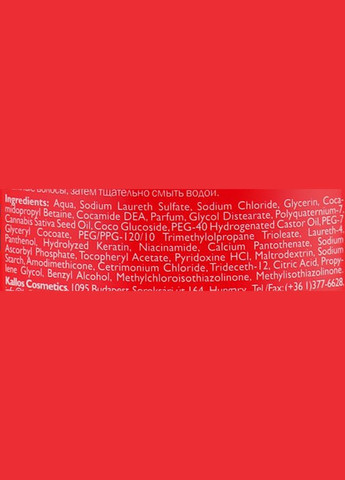 волосы, затем тщательно смыть водой.
Ingredients: Aqua, Sodium Laureth Sulfate, Sodium Chloride, Glycerin, Coca-
midopropyl Betaine, Cocamide DEA, Parfum, Glycol Distearate, Polyquaternium-7,
Cannabis Sativa Seed Oil, Coco Glucoside, PEG-40 Hydrogenated Castor Oil, PEG-7
Glyceryl Cocoate, PEG/PPG-120/10 Trimethylolpropane Trioleate, Laureth-4,
Panthenol, Hydrolyzed Keratin, Niacinamide, Calcium Pantothenate, Sodium
Ascorbyl Phosphate, Tocopheryl Acetate, Pyridoxine HCl, Maltrodextrin, Sodium
Starch, Amodimethicone, Cetrimonium Chloride, Trideceth-12, Citric Acid, Propy-
lene Glycol, Benzyl Alcohol, Methylchloroisothiazolinone, Methylisothiazolinone.
Kallos Cosmetics, 1095 Budapest Soroksári út 164. Hungry Tel/Fax: (+36 1)377-6628.